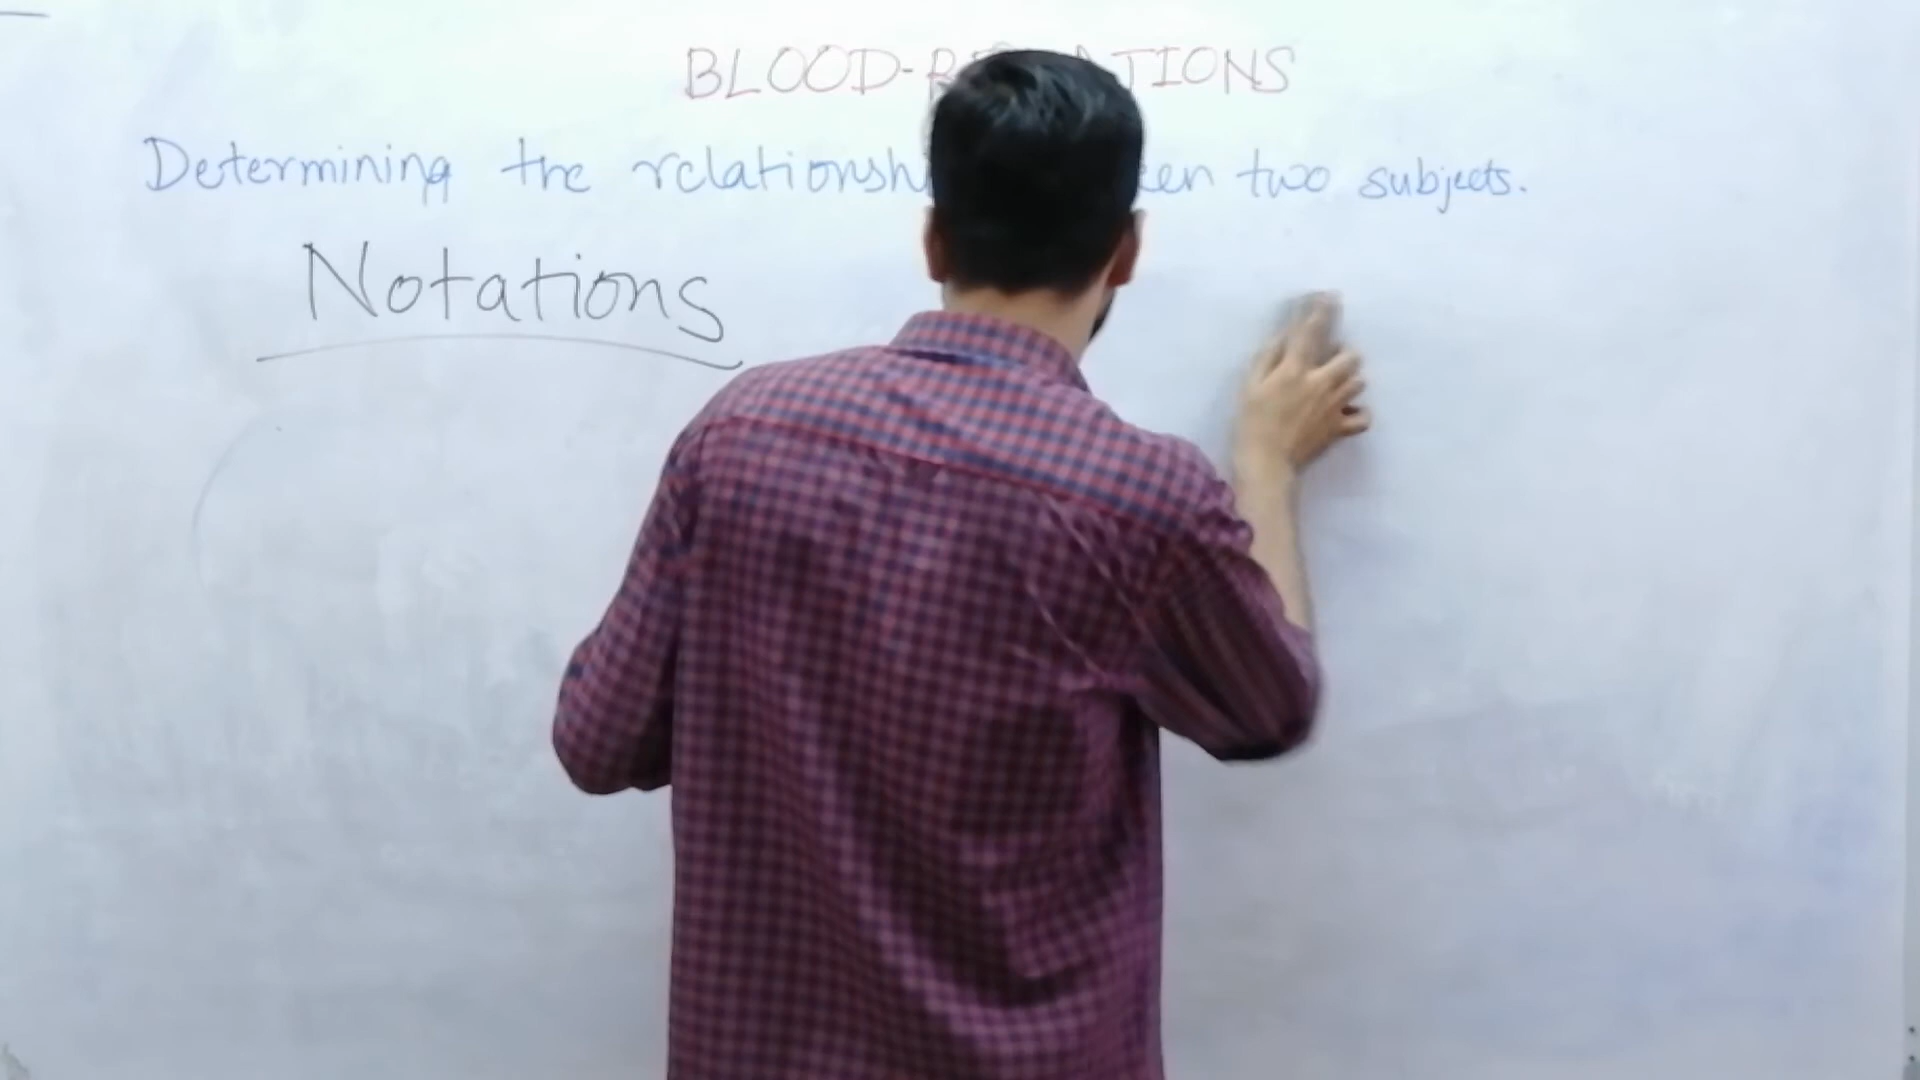 BLOOD-RELATIONS
Determining the relationship between two subjects.
Notations